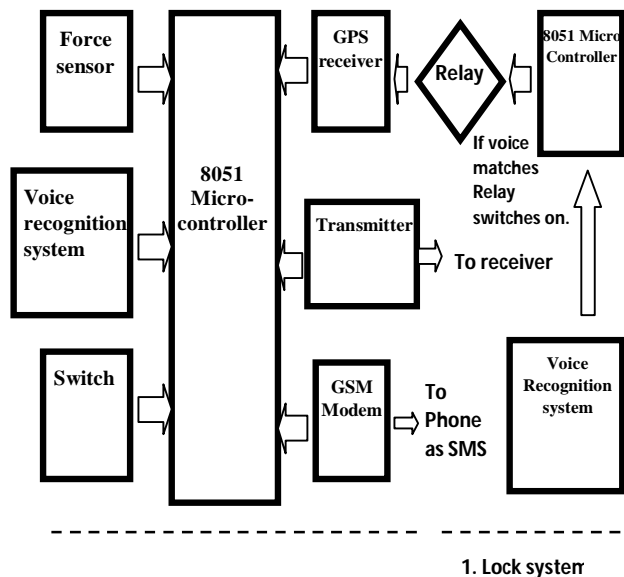 Force
sensor
Voice
recognition
system
Switch
8051
Micro-
controller
GPS
receiver
Transmitter
To receiver
GSM
Modem
To
Phone
as SMS
Relay
8051 Micro
Controller
If voice
matches
Relay
switches on.
Voice
Recognition
system
1. Lock system